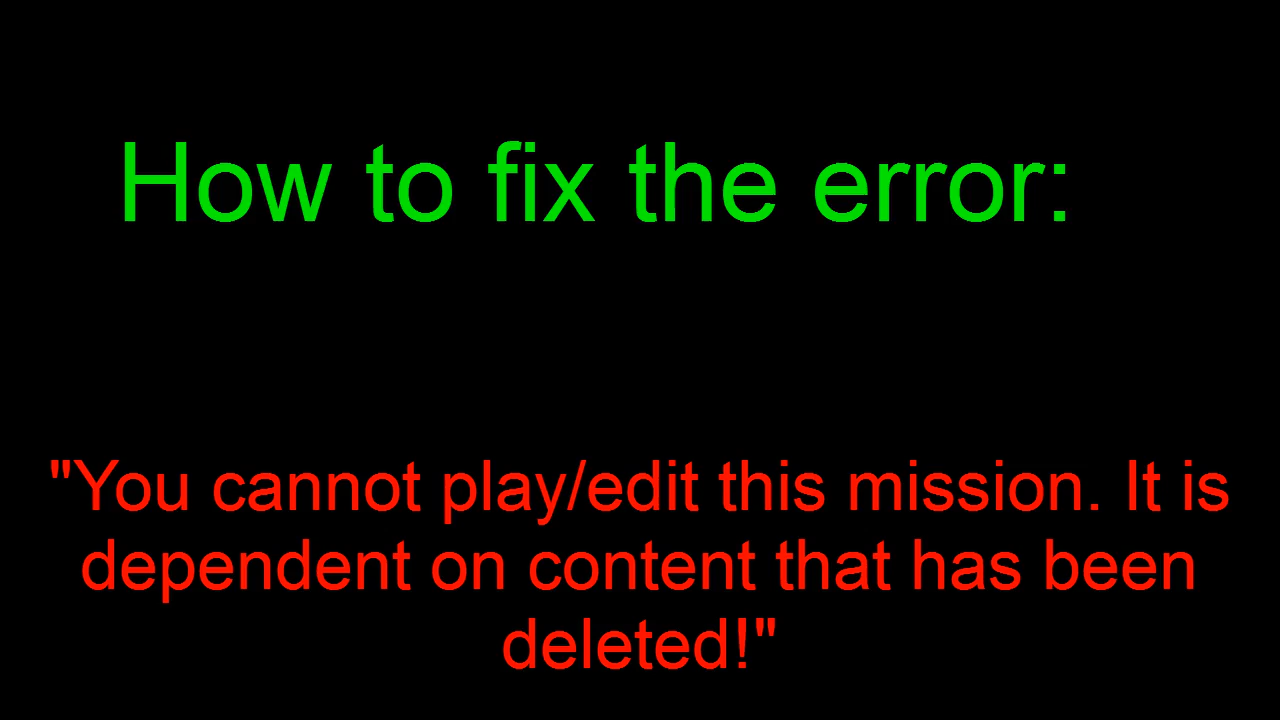 How to fix the error:
"You cannot play/edit this mission. It is
dependent on content that has been
deleted!"